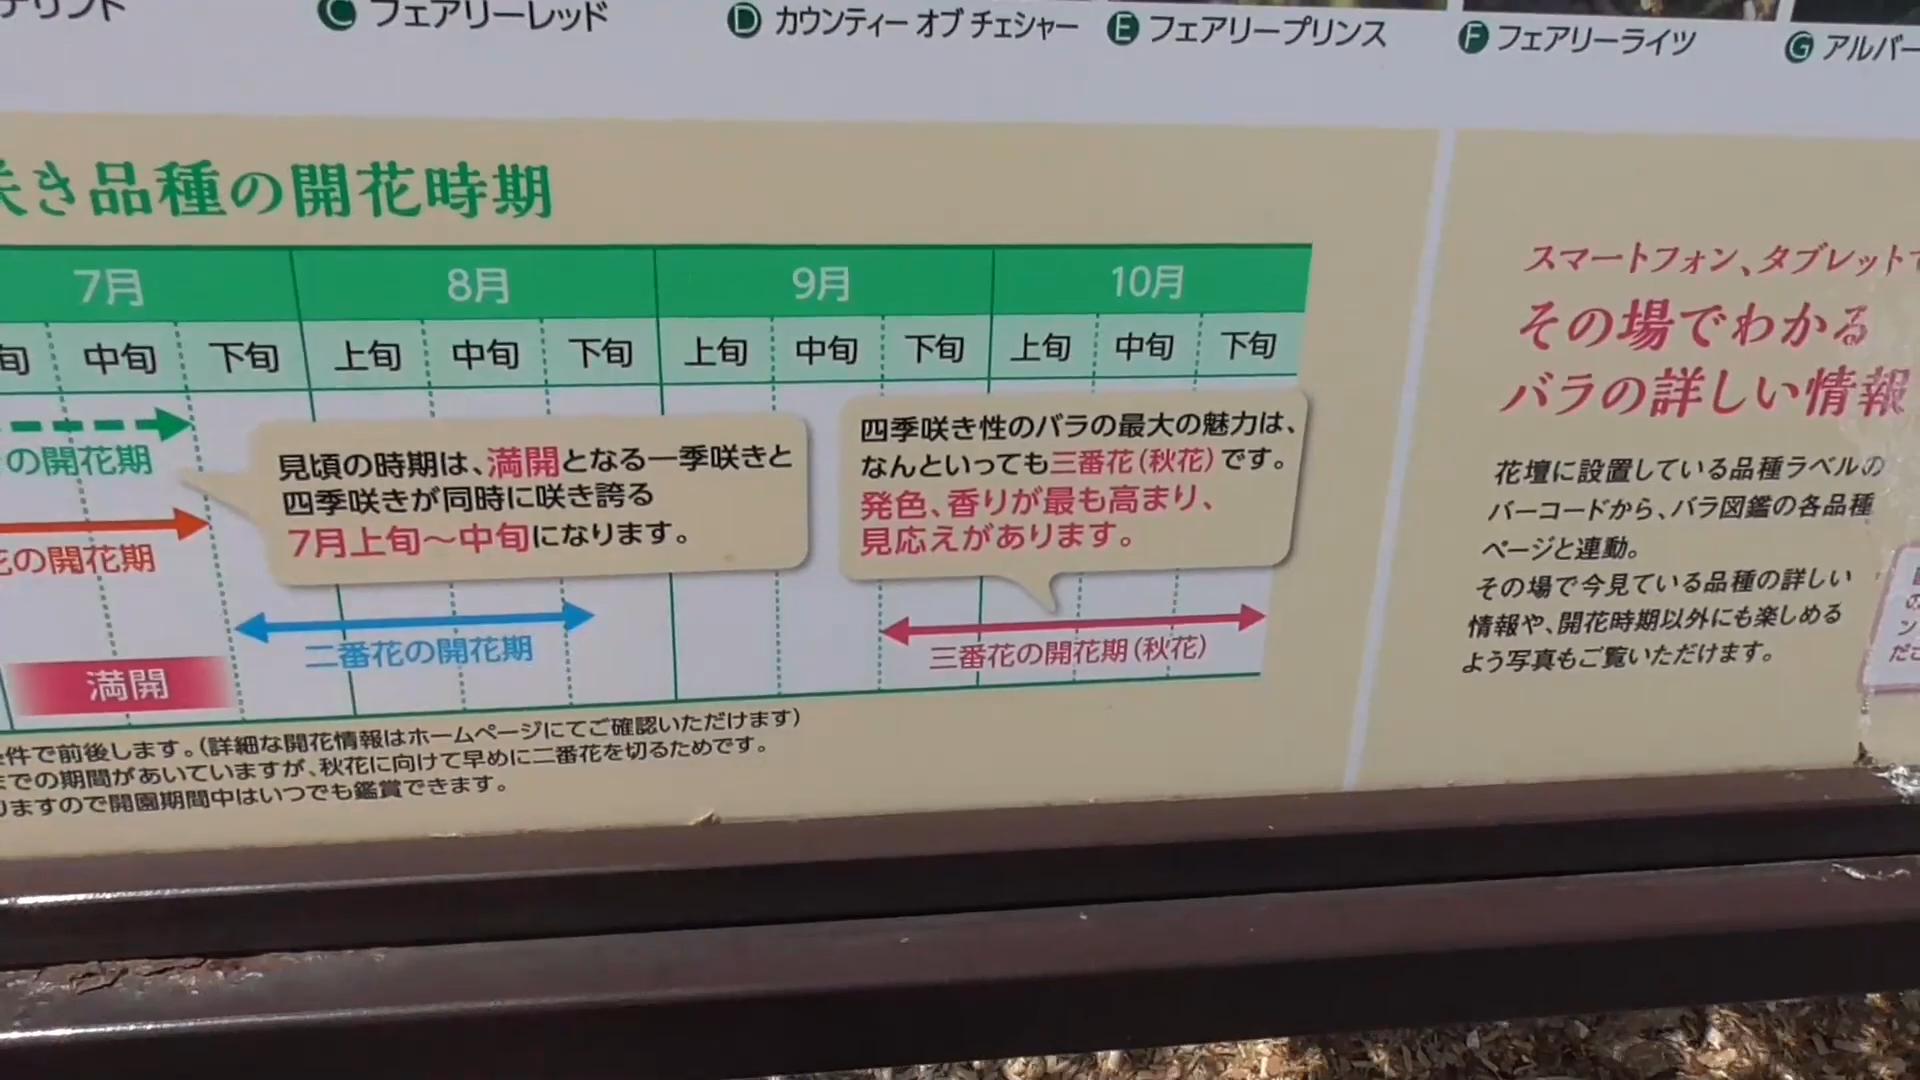 C フェアリーレッド
D カウンティー オブ チェシャー
E フェアリープリンス
F フェアリーライツ
G アルバー
咲き品種の開花時期
7月 8月 9月 10月
旬 中旬 下旬 上旬 中旬 下旬 上旬 中旬 下旬 上旬 中旬 下旬
の開花期
花の開花期
満開
見頃の時期は、満開となる一季咲きと
四季咲きが同時に咲き誇る
7月上旬～中旬になります。
二番花の開花期
四季咲き性のバラの最大の魅力は、
なんといっても三番花(秋花)です。
発色、香りが最も高まり、
見応えがあります。
三番花の開花期(秋花)
件で前後します。(詳細な開花情報はホームページにてご確認いただけます)
までの期間があいていますが、秋花に向けて早めに二番花を切るためです。
りますので開園期間中はいつでも鑑賞できます。
スマートフォン、タブレットで
その場でわかる
バラの詳しい情報
花壇に設置している品種ラベルの
バーコードから、バラ図鑑の各品種
ページと連動。
その場で今見ている品種の詳しい
情報や、開花時期以外にも楽しめる
よう写真もご覧いただけます。